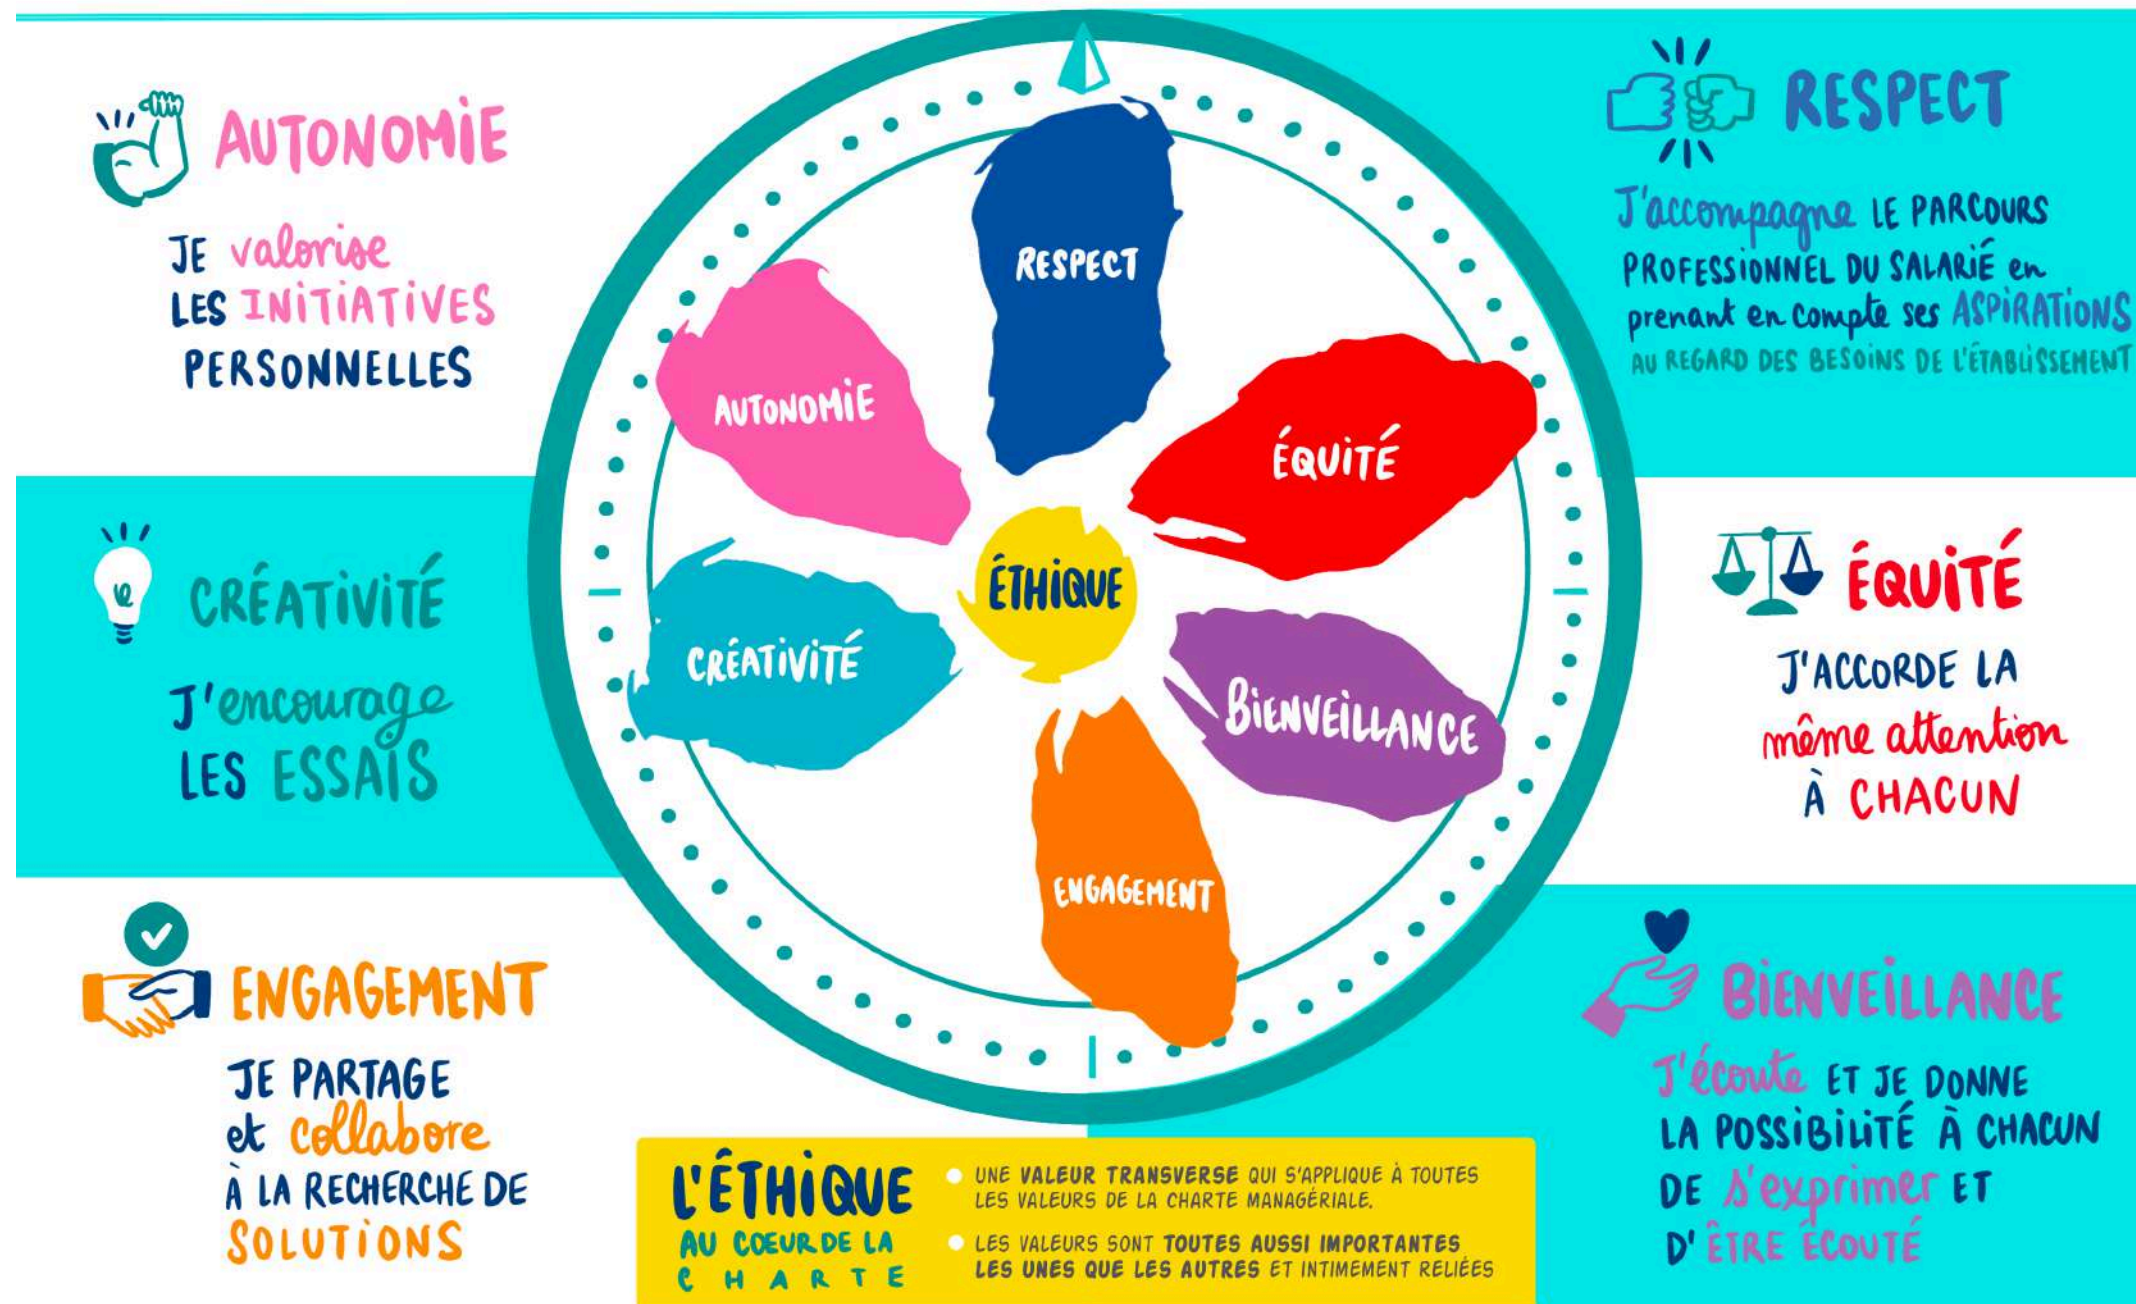 AUTONOMIE
JE valorise
LES INITIATIVES
PERSONNELLES
CRÉATIVITÉ
J'encourage
LES ESSAIS
ENGAGEMENT
JE PARTAGE
et collabore
À LA RECHERCHE DE
SOLUTIONS
RESPECT
AUTONOMIE
ÉQUITÉ
ÉTHIQUE
CRÉATIVITÉ
BIENVEILLANCE
ENGAGEMENT
L'ÉTHIQUE
AU COEUR DE LA
CHARTE
UNE VALEUR TRANSVERSE QUI S'APPLIQUE À TOUTES
LES VALEURS DE LA CHARTE MANAGÉRIALE.
LES VALEURS SONT TOUTES AUSSI IMPORTANTES
LES UNES QUE LES AUTRES ET INTIMEMENT RELIÉES
RESPECT
J'accompagne LE PARCOURS
PROFESSIONNEL DU SALARIÉ en
prenant en compte ses ASPIRATIONS
AU REGARD DES BESOINS DE L'ÉTABLISSEMENT
ÉQUITÉ
J'ACCORDE LA
même attention
À CHACUN
BIENVEILLANCE
J'écoute ET JE DONNE
LA POSSIBILITÉ À CHACUN
DE s'exprimer ET
D'ÊTRE ÉCOUTÉ